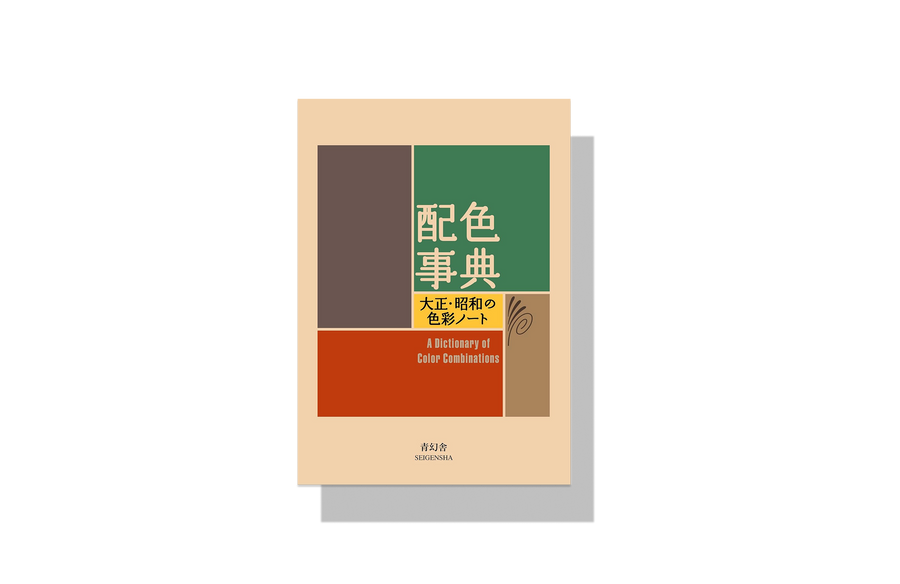 配色
事典
大正・昭和の
色彩ノート
A Dictionary of
Color Combinations
青幻舎
SEIGENSHA